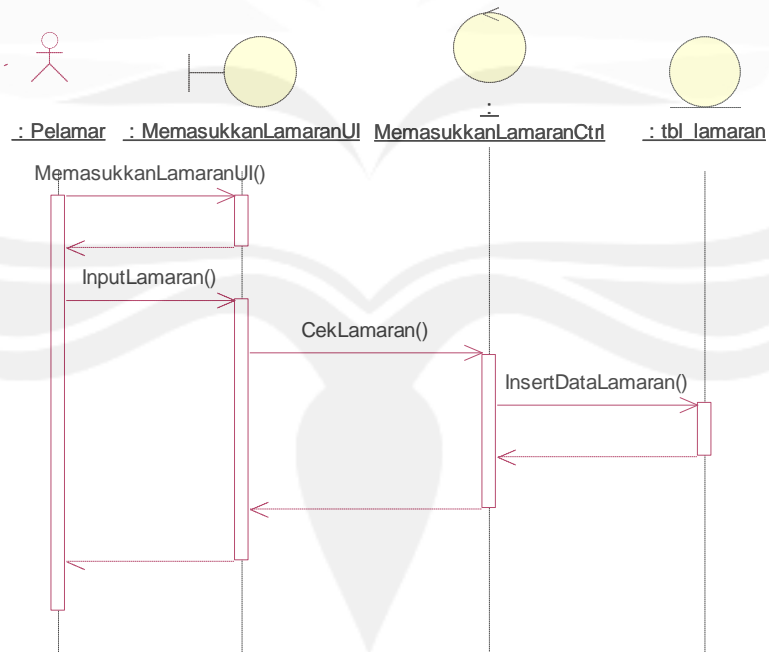 : Pelamar
: MemasukkanLamaranUI
:
MemasukkanLamaranCtrl
: tbl_lamaran
MemasukkanLamaranUI()
InputLamaran()
CekLamaran()
InsertDataLamaran()